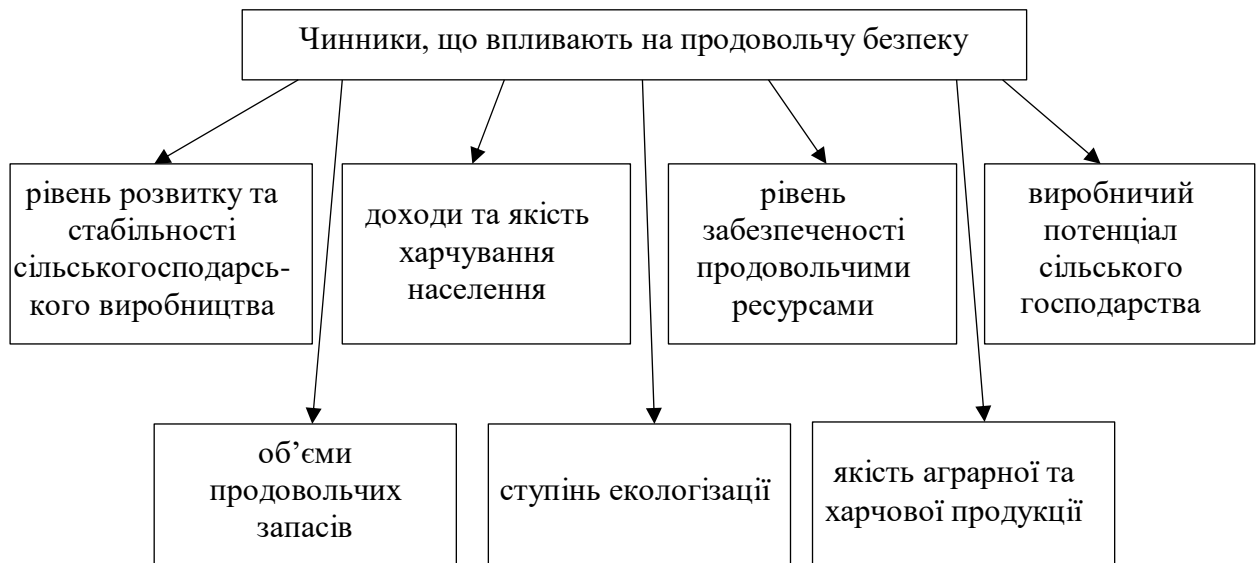 Чинники, що впливають на продовольчу безпеку
рівень розвитку та
стабільності
сільськогосподарсь-
кого виробництва
доходи та якість
харчування
населення
рівень
забезпеченості
продовольчими
ресурсами
виробничий
потенціал
сільського
господарства
об’єми
продовольчих
запасів
ступінь екологізації
якість аграрної та
харчової продукції